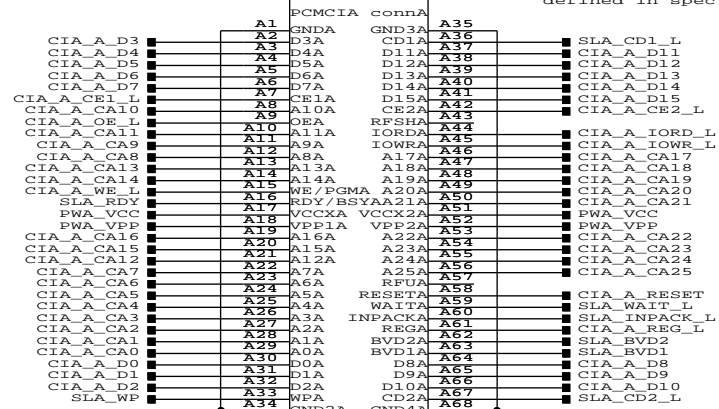 defined in spec
PCMCIA connA
A1 GNDA GND3A A35
CIA_A_D3 A2 D3A CD1A A36 SLA_CD1_L
CIA_A_D4 A3 D4A D11A A37 CIA_A_D11
CIA_A_D5 A4 D5A D12A A38 CIA_A_D12
CIA_A_D6 A5 D6A D13A A39 CIA_A_D13
CIA_A_D7 A6 D7A D14A A40 CIA_A_D14
CIA_A_CE1_L A7 CE1A D15A A41 CIA_A_D15
CIA_A_CA10 A8 A10A CE2A A42 CIA_A_CE2_L
CIA_A_OE_L A9 OEA RFSHA A43
CIA_A_CA11 A10 A11A IORDA A44 CIA_A_IORD_L
CIA_A_CA9 A11 A9A IOWRA A45 CIA_A_IOWR_L
CIA_A_CA8 A12 A8A A17A A46 CIA_A_CA17
CIA_A_CA13 A13 A13A A18A A47 CIA_A_CA18
CIA_A_CA14 A14 A14A A19A A48 CIA_A_CA19
CIA_A_WE_L A15 WE/PGMA A20A A49 CIA_A_CA20
SLA_RDY A16 RDY/BSYA A21A A50 CIA_A_CA21
PWA_VCC A17 VCCXA VCCX2A A51 PWA_VCC
PWA_VPP A18 VPP1A VPP2A A52 PWA_VPP
CIA_A_CA16 A19 A16A A22A A53 CIA_A_CA22
CIA_A_CA15 A20 A15A A23A A54 CIA_A_CA23
CIA_A_CA12 A21 A12A A24A A55 CIA_A_CA24
CIA_A_CA7 A22 A7A A25A A56 CIA_A_CA25
CIA_A_CA6 A23 A6A RFUA A57
CIA_A_CA5 A24 A5A RESETA A58 CIA_A_RESET
CIA_A_CA4 A25 A4A WAITA A59 SLA_WAIT_L
CIA_A_CA3 A26 A3A INPACKA A60 SLA_INPACK_L
CIA_A_CA2 A27 A2A REGA A61 CIA_A_REG_L
CIA_A_CA1 A28 A1A BVD2A A62 SLA_BVD2
CIA_A_CA0 A29 A0A BVD1A A63 SLA_BVD1
CIA_A_D0 A30 D0A D8A A64 CIA_A_D8
CIA_A_D1 A31 D1A D9A A65 CIA_A_D9
CIA_A_D2 A32 D2A D10A A66 CIA_A_D10
SLA_WP A33 WPA CD2A A67 SLA_CD2_L
A34 GND2A GND4A A68